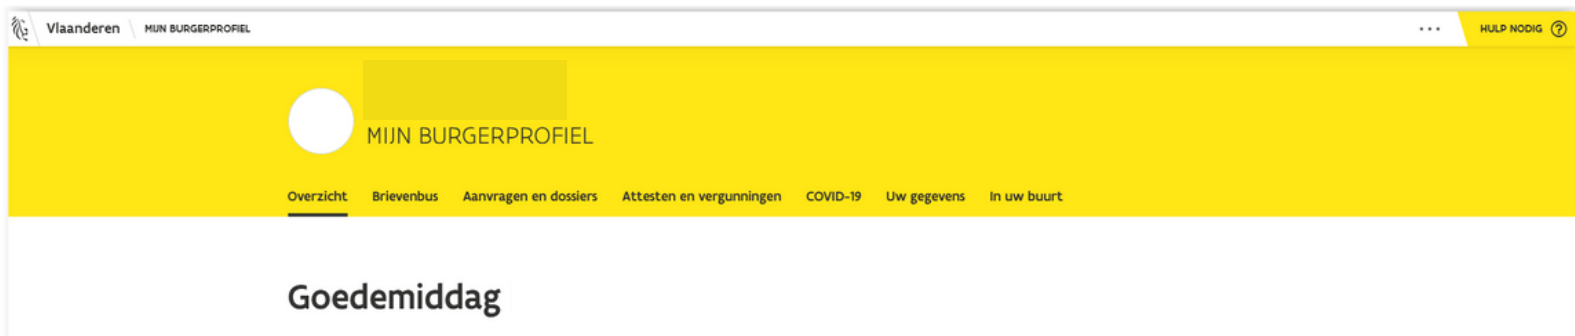 Vlaanderen MIJN BURGERPROFIEL ... HULP NODIG ?
MIJN BURGERPROFIEL
Overzicht Brievenbus Aanvragen en dossiers Attesten en vergunningen COVID-19 Uw gegevens In uw buurt
Goedemiddag